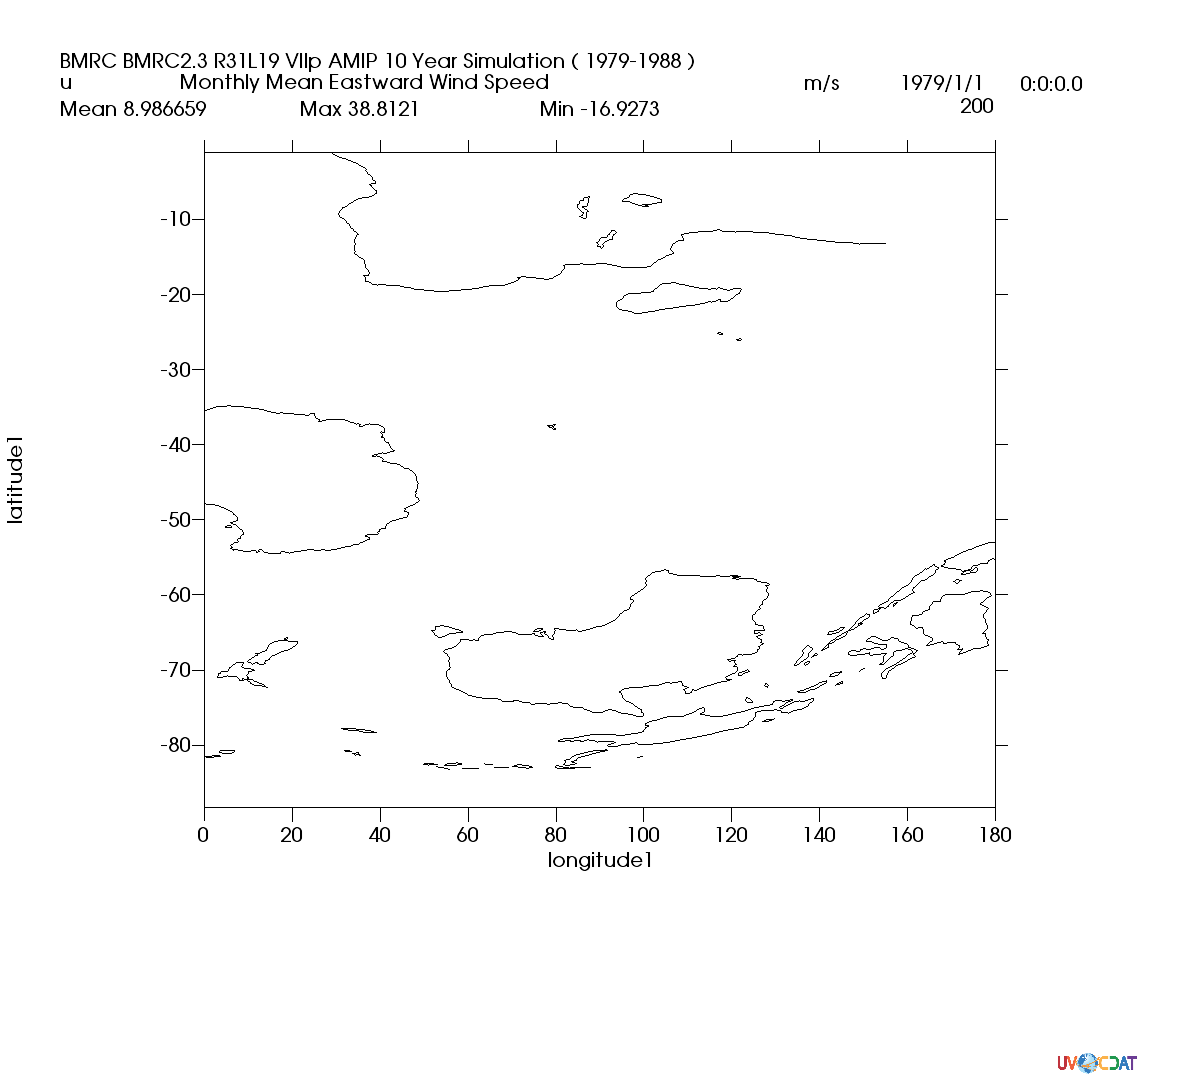 BMRC BMRC2.3 R31L19 VIIp AMIP 10 Year Simulation ( 1979-1988 )
u Monthly Mean Eastward Wind Speed m/s 1979/1/1 0:0:0.0
Mean 8.986659 Max 38.8121 Min -16.9273 200
-10
-20
-30
-40
-50
-60
-70
-80
latitude1
0 20 40 60 80 100 120 140 160 180
longitude1
UV CDAT